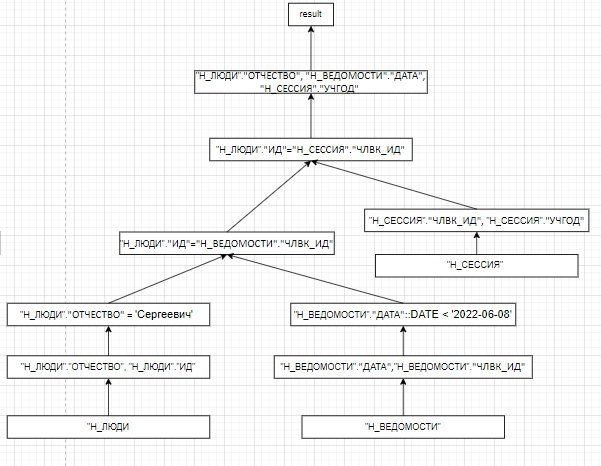 result
"Н_ЛЮДИ"."ОТЧЕСТВО", "Н_ВЕДОМОСТИ"."ДАТА",
"Н_СЕССИЯ"."УЧГОД"
"Н_ЛЮДИ"."ИД"="Н_СЕССИЯ"."ЧЛВК_ИД"
"Н_СЕССИЯ"."ЧЛВК_ИД", "Н_СЕССИЯ"."УЧГОД"
"Н_ЛЮДИ"."ИД"="Н_ВЕДОМОСТИ"."ЧЛВК_ИД"
"Н_СЕССИЯ"
"Н_ЛЮДИ"."ОТЧЕСТВО" = 'Сергеевич'
"Н_ВЕДОМОСТИ"."ДАТА"::DATE < '2022-06-08'
"Н_ЛЮДИ"."ОТЧЕСТВО", "Н_ЛЮДИ"."ИД"
"Н_ВЕДОМОСТИ"."ДАТА","Н_ВЕДОМОСТИ"."ЧЛВК_ИД"
"Н_ЛЮДИ
"Н_ВЕДОМОСТИ"